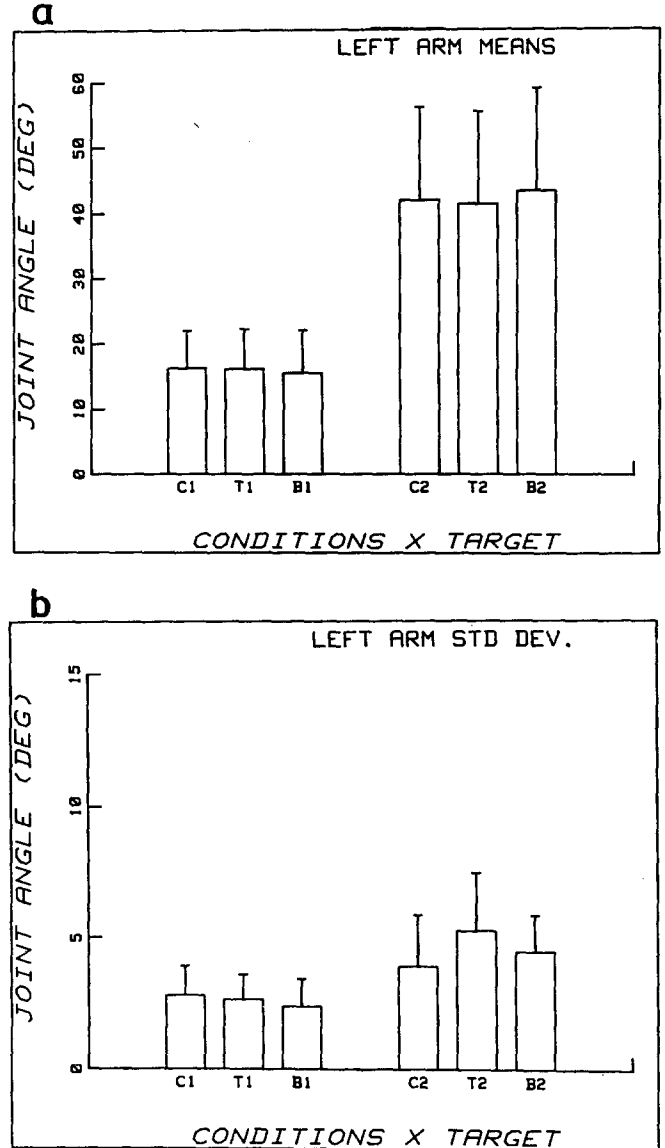 a
LEFT ARM MEANS
60
50
40
30
20
10
0
JOINT ANGLE (DEG)
C1 T1 B1 C2 T2 B2
CONDITIONS X TARGET
b
LEFT ARM STD DEV.
15
10
5
0
JOINT ANGLE (DEG)
C1 T1 B1 C2 T2 B2
CONDITIONS X TARGET